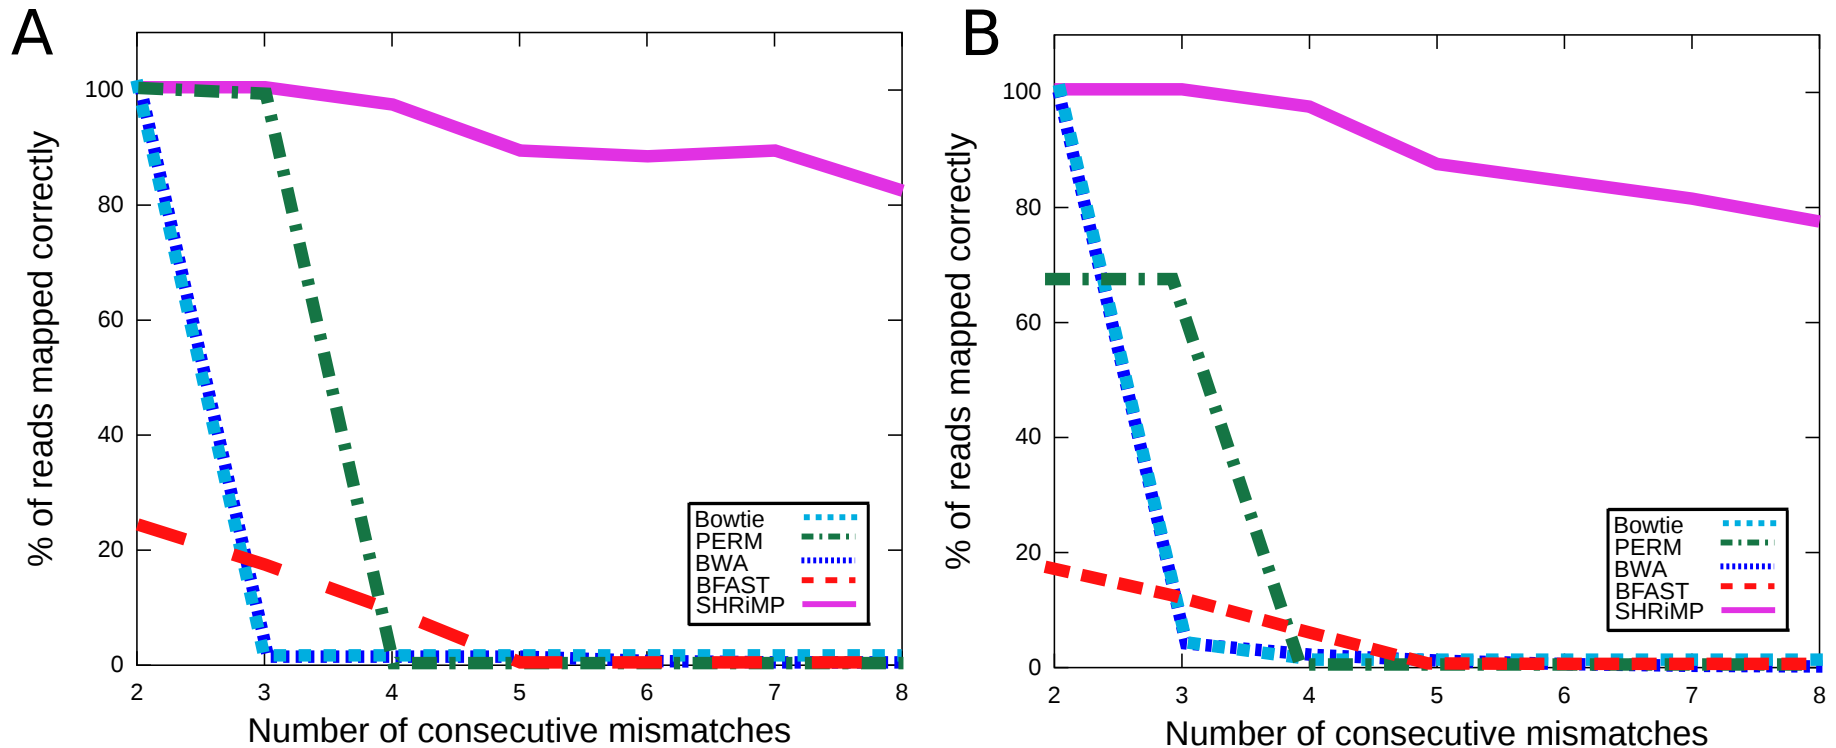 A
% of reads mapped correctly
100
80
60
40
20
0
2 3 4 5 6 7 8
Number of consecutive mismatches
Bowtie
PERM
BWA
BFAST
SHRiMP
B
% of reads mapped correctly
100
80
60
40
20
0
2 3 4 5 6 7 8
Number of consecutive mismatches
Bowtie
PERM
BWA
BFAST
SHRiMP